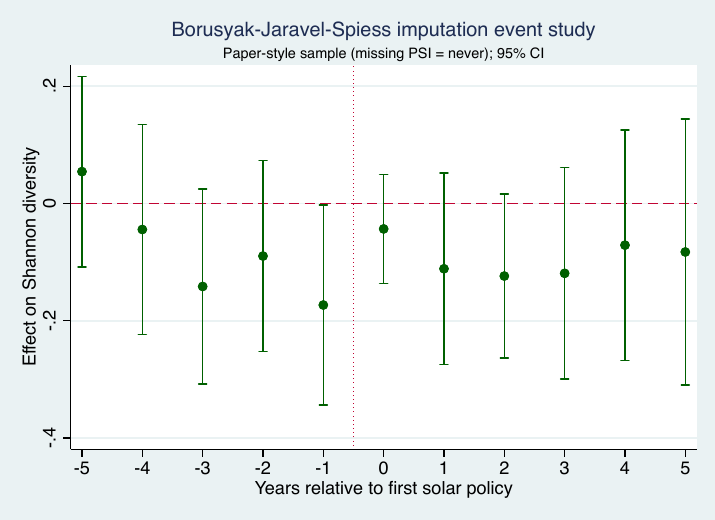 Borusyak-Jaravel-Spiess imputation event study
Paper-style sample (missing PSI = never); 95% CI
Effect on Shannon diversity
.2
0
-.2
-.4
-5 -4 -3 -2 -1 0 1 2 3 4 5
Years relative to first solar policy